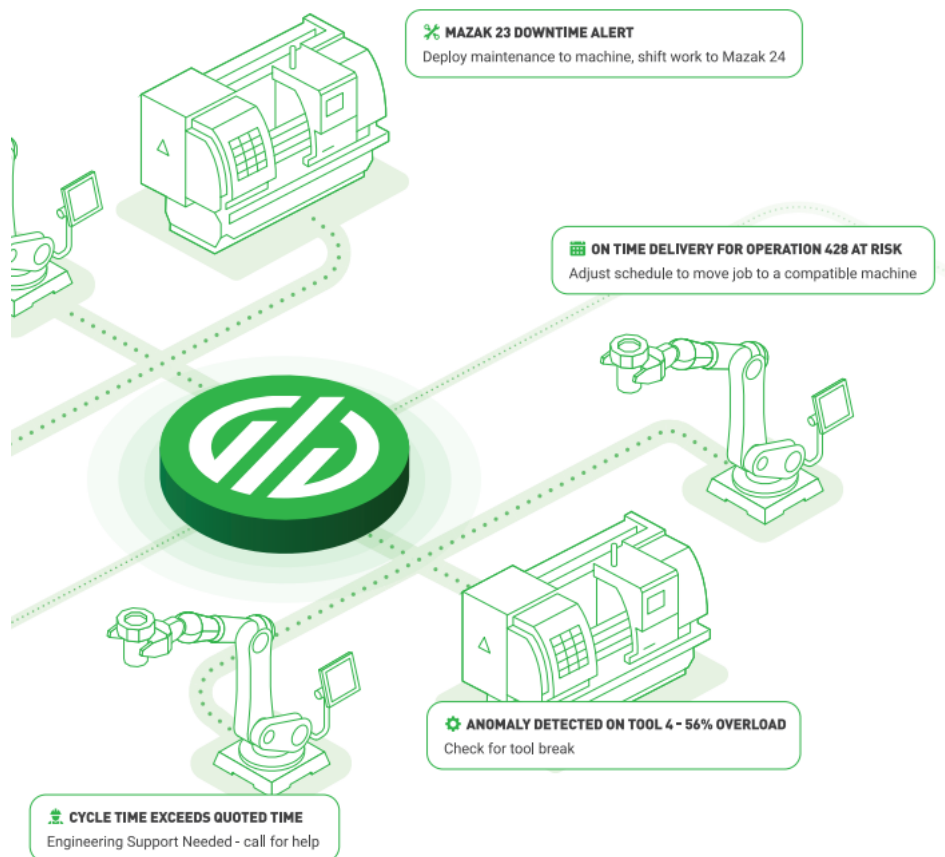 MAZAK 23 DOWNTIME ALERT
Deploy maintenance to machine, shift work to Mazak 24
ON TIME DELIVERY FOR OPERATION 428 AT RISK
Adjust schedule to move job to a compatible machine
ANOMALY DETECTED ON TOOL 4 - 56% OVERLOAD
Check for tool break
CYCLE TIME EXCEEDS QUOTED TIME
Engineering Support Needed - call for help